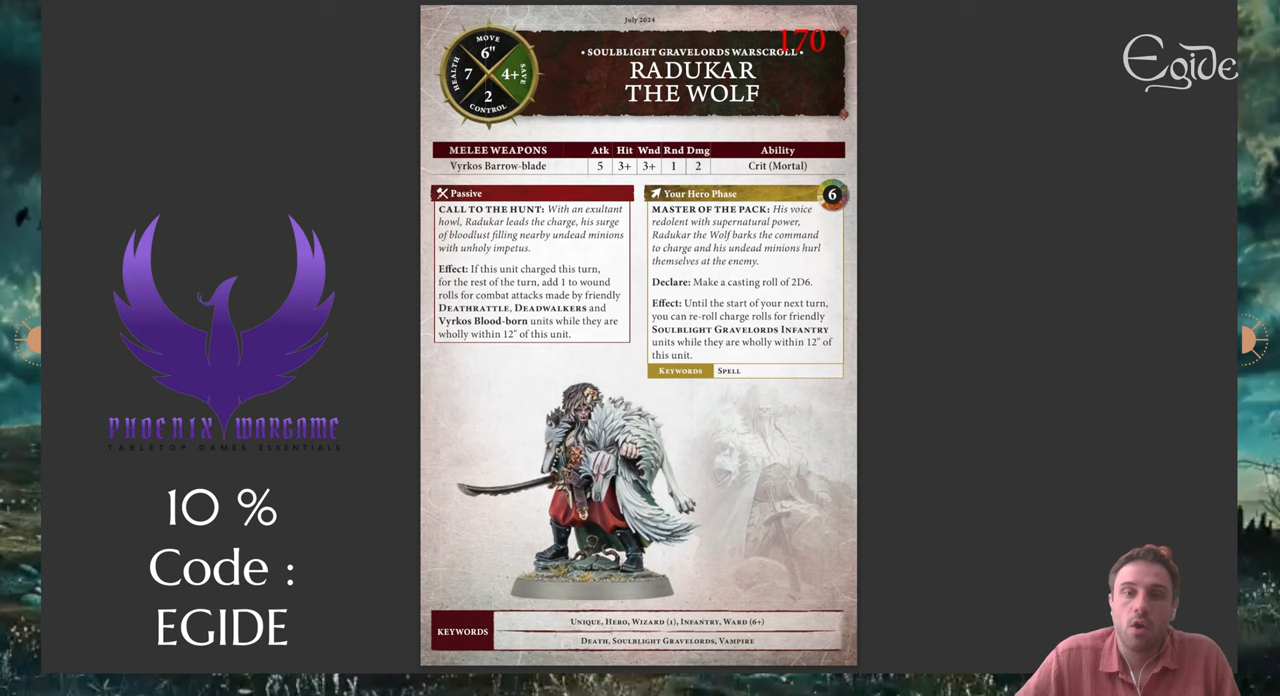 July 2024
170
MOVE
6"
HEALTH
7
4+
SAVE
2
CONTROL
• SOULBLIGHT GRAVELORDS WARSCROLL •
RADUKAR
THE WOLF
Egide
MELEE WEAPONS Atk Hit Wnd Rnd Dmg Ability
Vyrkos Barrow-blade 5 3+ 3+ 1 2 Crit (Mortal)
Passive
CALL TO THE HUNT: With an exultant
howl, Radukar leads the charge, his surge
of bloodlust filling nearby undead minions
with unholy impetus.
Effect: If this unit charged this turn,
for the rest of the turn, add 1 to wound
rolls for combat attacks made by friendly
DEATHRATTLE, DEADWALKERS and
Vyrkos Blood-born units while they are
wholly within 12" of this unit.
Your Hero Phase
6
MASTER OF THE PACK: His voice
redolent with supernatural power,
Radukar the Wolf barks the command
to charge and his undead minions hurl
themselves at the enemy.
Declare: Make a casting roll of 2D6.
Effect: Until the start of your next turn,
you can re-roll charge rolls for friendly
SOULBLIGHT GRAVELORDS INFANTRY
units while they are wholly within 12" of
this unit.
KEYWORDS SPELL
PHOENIX WARGAME
TABLETOP GAMES ESSENTIALS
10 %
Code :
EGIDE
KEYWORDS
UNIQUE, HERO, WIZARD (1), INFANTRY, WARD (6+)
DEATH, SOULBLIGHT GRAVELORDS, VAMPIRE